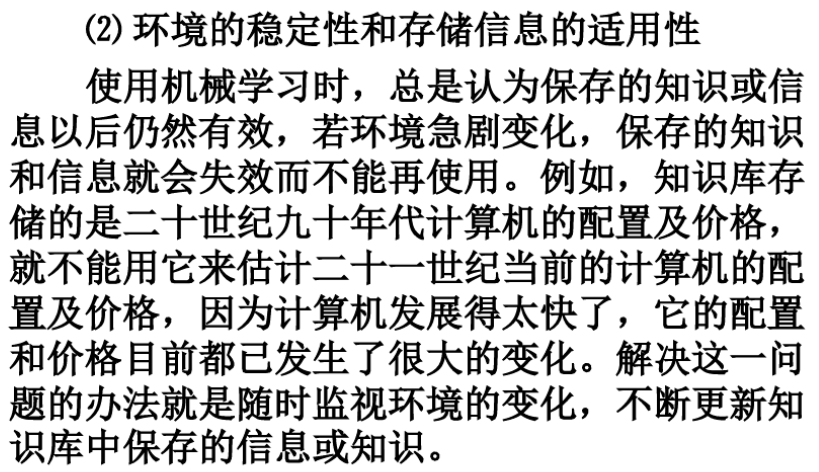 ⑵ 环境的稳定性和存储信息的适用性
使用机械学习时，总是认为保存的知识或信
息以后仍然有效，若环境急剧变化，保存的知识
和信息就会失效而不能再使用。例如，知识库存
储的是二十世纪九十年代计算机的配置及价格，
就不能用它来估计二十一世纪当前的计算机的配
置及价格，因为计算机发展得太快了，它的配置
和价格目前都已发生了很大的变化。解决这一问
题的办法就是随时监视环境的变化，不断更新知
识库中保存的信息或知识。